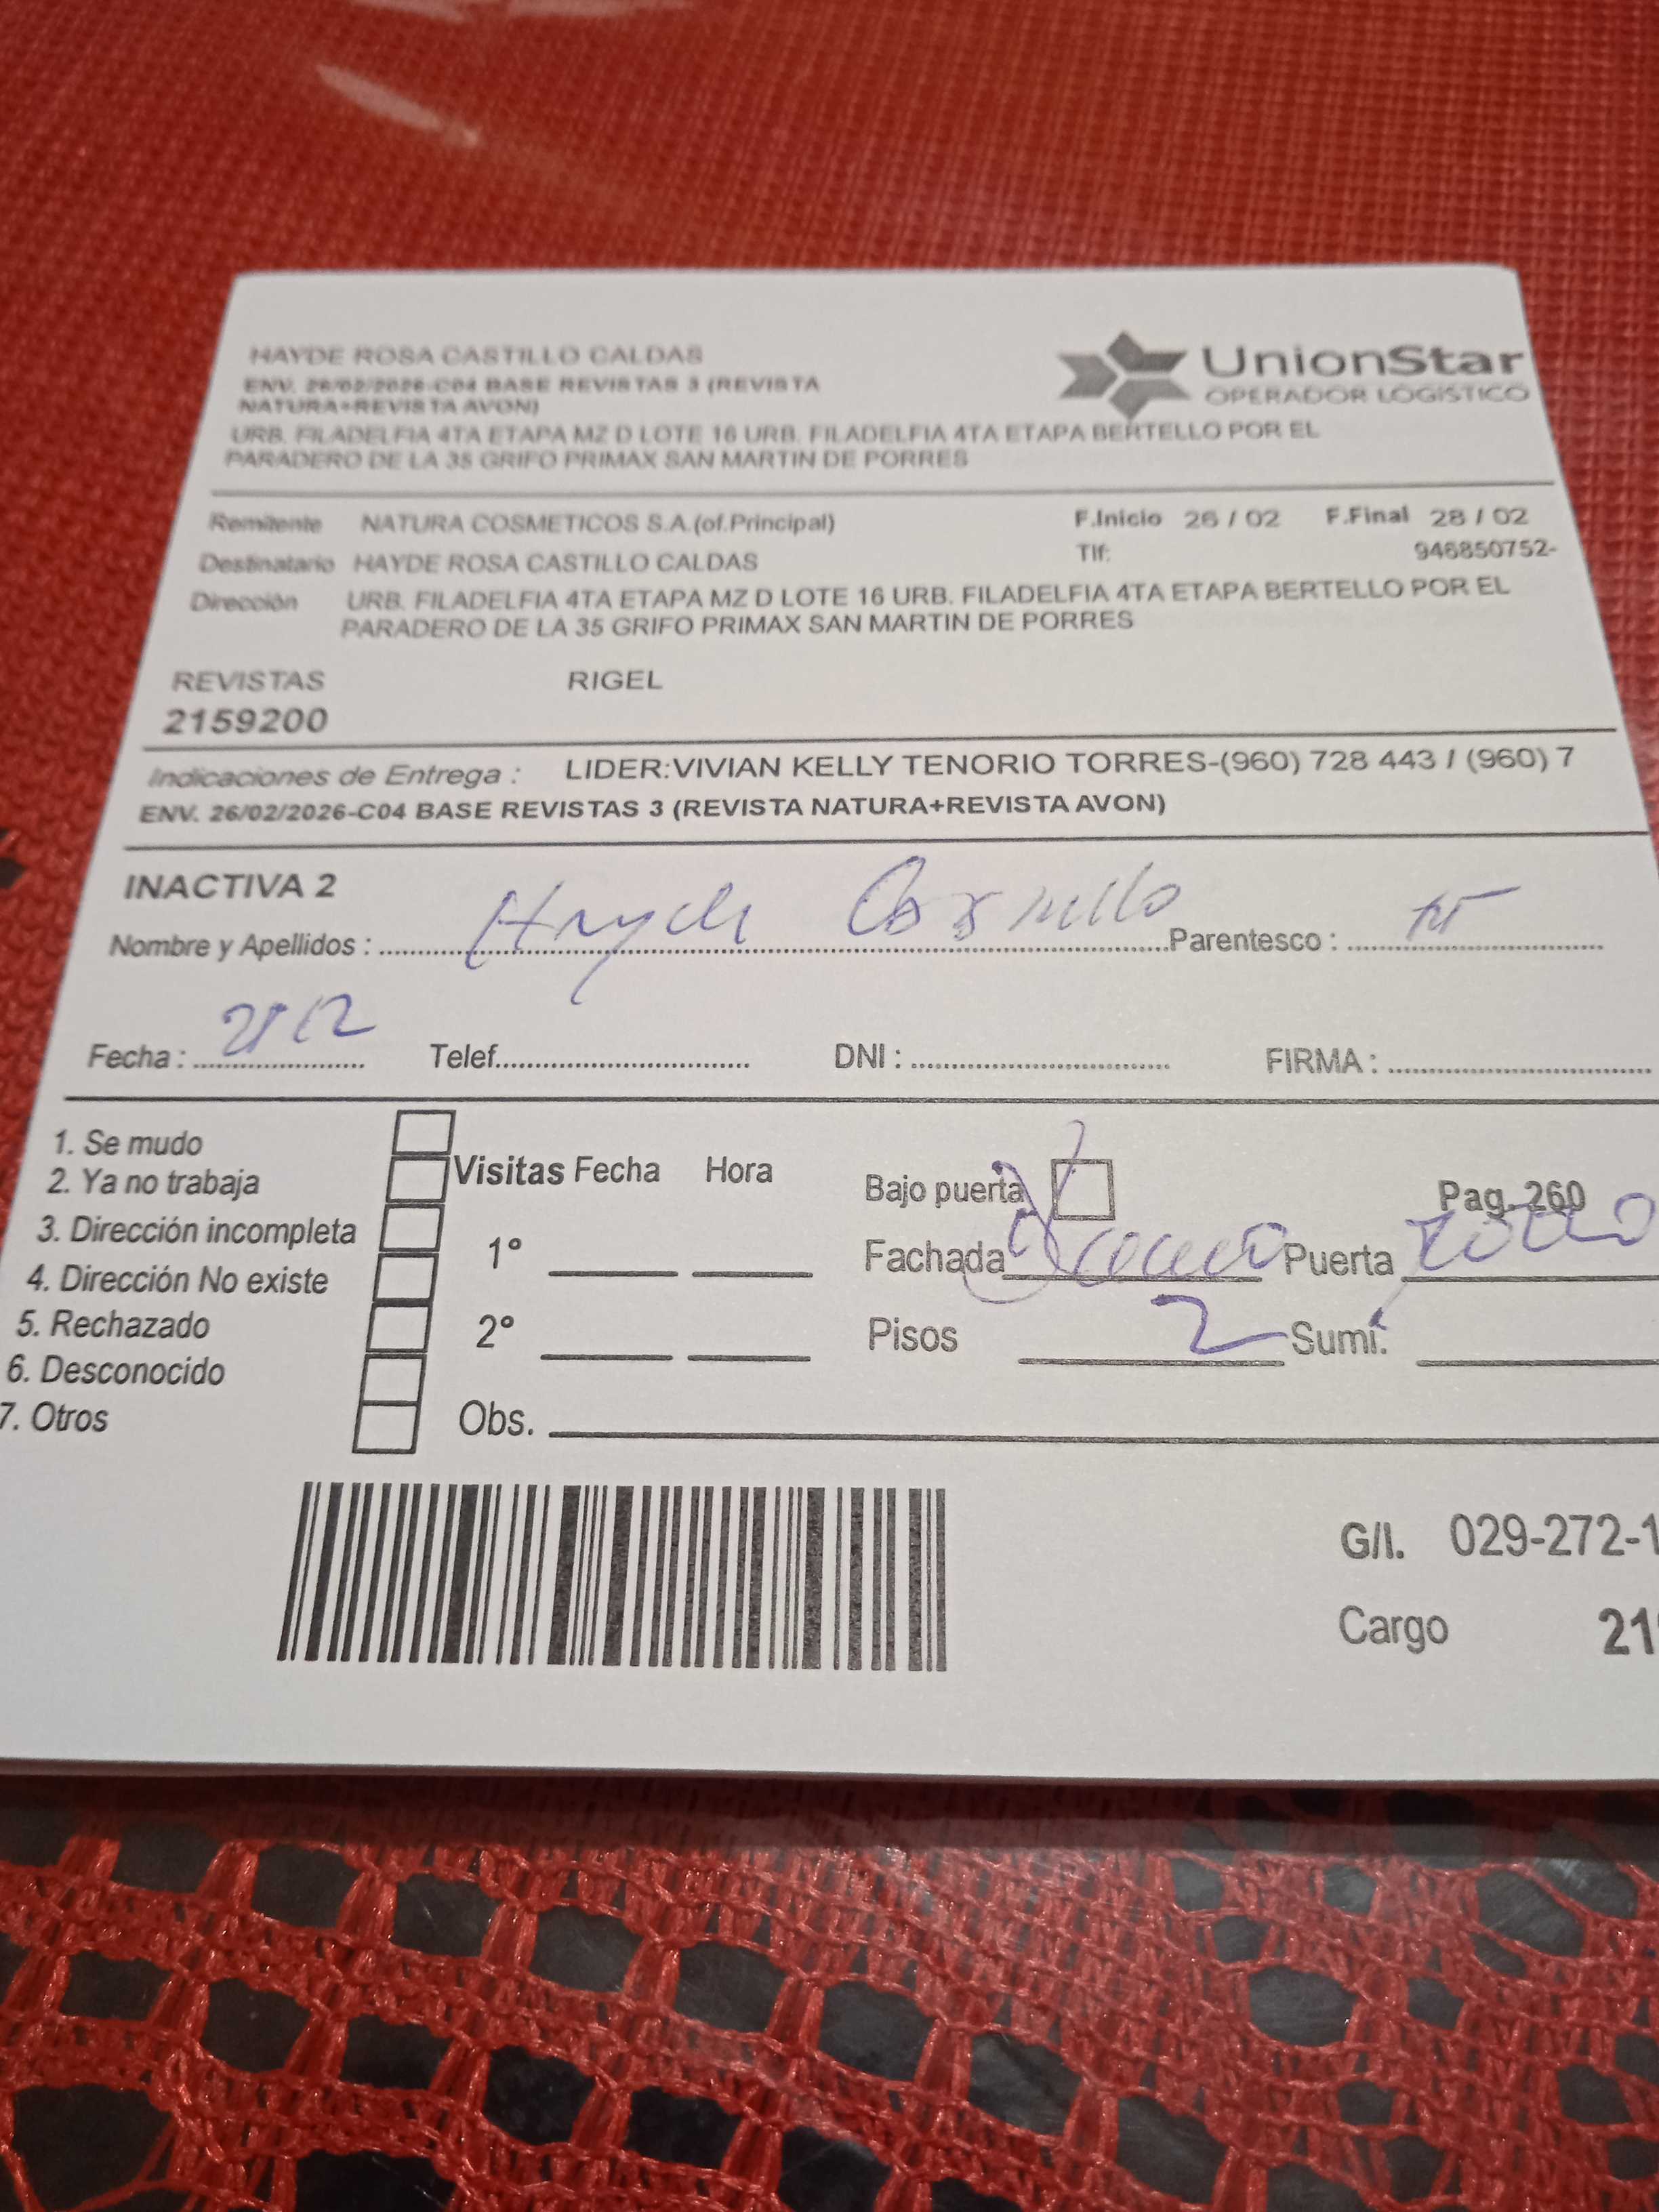 HAYDE ROSA CASTILLO CALDAS
ENV. 26/02/2026-C04 BASE REVISTAS 3 (REVISTA
NATURA+REVISTA AVON)
URB. FILADELFIA 4TA ETAPA MZ D LOTE 16 URB. FILADELFIA 4TA ETAPA BERTELLO POR EL
PARADERO DE LA 35 GRIFO PRIMAX SAN MARTIN DE PORRES
UnionStar
OPERADOR LOGÍSTICO
Remitente NATURA COSMETICOS S.A.(of.Principal) F.Inicio 26 / 02 F.Final 28 / 02
Destinatario HAYDE ROSA CASTILLO CALDAS Tlf: 946850752-
Dirección URB. FILADELFIA 4TA ETAPA MZ D LOTE 16 URB. FILADELFIA 4TA ETAPA BERTELLO POR EL
PARADERO DE LA 35 GRIFO PRIMAX SAN MARTIN DE PORRES
REVISTAS RIGEL
2159200
Indicaciones de Entrega : LIDER:VIVIAN KELLY TENORIO TORRES-(960) 728 443 / (960) 7
ENV. 26/02/2026-C04 BASE REVISTAS 3 (REVISTA NATURA+REVISTA AVON)
INACTIVA 2
Nombre y Apellidos : Hayde Castillo Parentesco :
Fecha : Telef. DNI : FIRMA :
1. Se mudo
2. Ya no trabaja
3. Dirección incompleta
4. Dirección No existe
5. Rechazado
6. Desconocido
7. Otros
Visitas Fecha Hora
1°
2°
Obs.
Bajo puerta Pag. 260
Fachada Puerta
Pisos 2 Sumi.
G/I. 029-272-1
Cargo 21